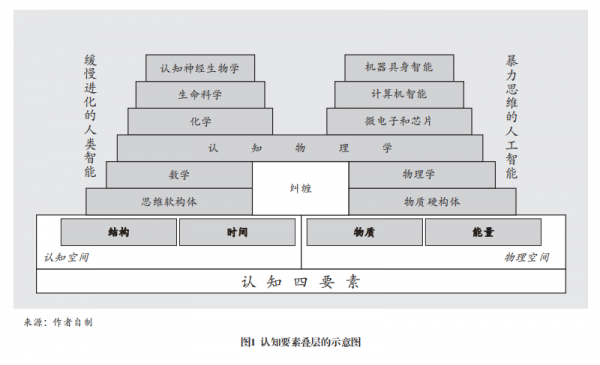 缓慢进化的人类智能
暴力思维的人工智能
认知神经生物学
机器具身智能
生命科学
计算机智能
化学
微电子和芯片
认知物理学
数学
纠缠
物理学
思维软构体
物质硬构体
结构
时间
物质
能量
认知空间
物理空间
认知四要素
来源：作者自制
图1 认知要素叠层的示意图